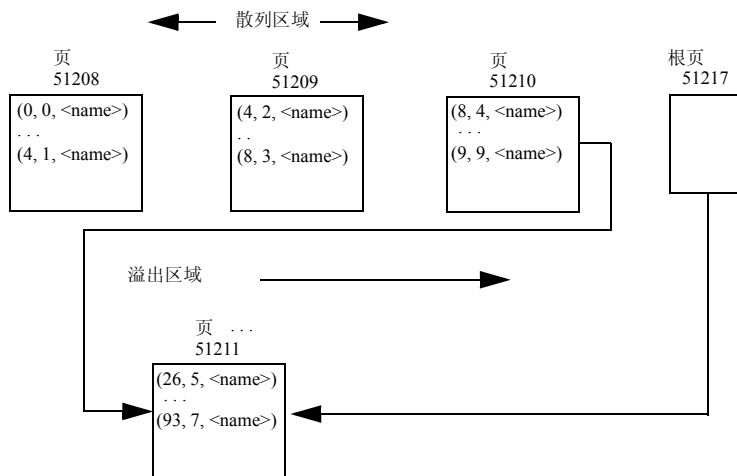 散列区域
页
51208
页
51209
页
51210
根页
51217
(0, 0, <name>)
. . .
(4, 1, <name>)
(4, 2, <name>)
. .
(8, 3, <name>)
(8, 4, <name>)
. . .
(9, 9, <name>)
溢出区域
页 . . .
51211
(26, 5, <name>)
. . .
(93, 7, <name>)